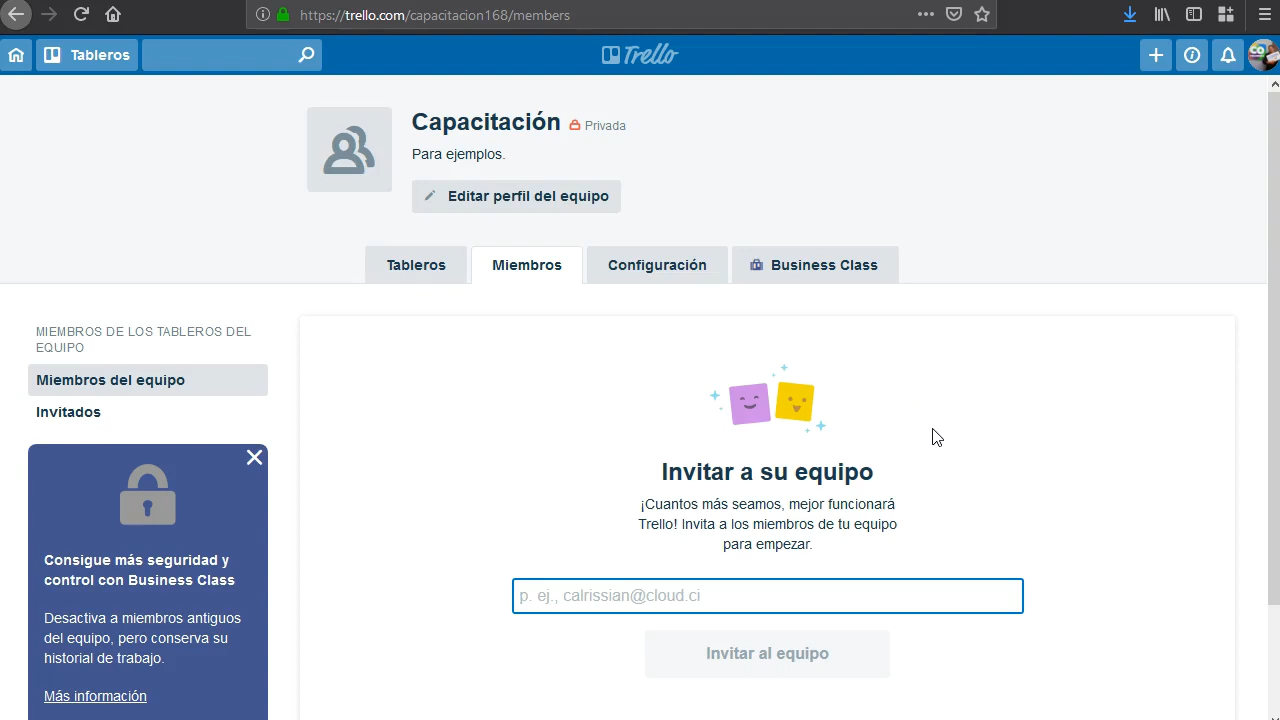 https://trello.com/capacitacion168/members
Tableros
Trello
Capacitación Privada
Para ejemplos.
Editar perfil del equipo
Tableros Miembros Configuración Business Class
MIEMBROS DE LOS TABLEROS DEL
EQUIPO
Miembros del equipo
Invitados
Consigue más seguridad y
control con Business Class
Desactiva a miembros antiguos
del equipo, pero conserva su
historial de trabajo.
Más información
Invitar a su equipo
¡Cuantos más seamos, mejor funcionará
Trello! Invita a los miembros de tu equipo
para empezar.
p. ej., calrissian@cloud.ci
Invitar al equipo